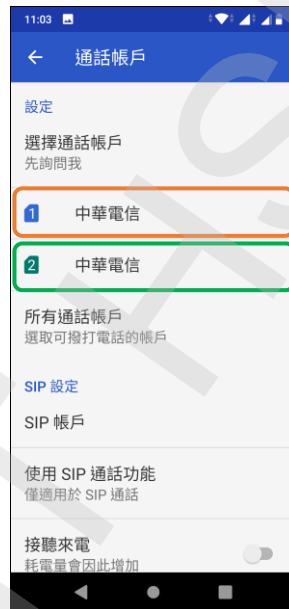 11:03
通話帳戶
設定
選擇通話帳戶
先詢問我
1 中華電信
2 中華電信
所有通話帳戶
選取可撥打電話的帳戶
SIP 設定
SIP 帳戶
使用 SIP 通話功能
僅適用於 SIP 通話
接聽來電
耗電量會因此增加